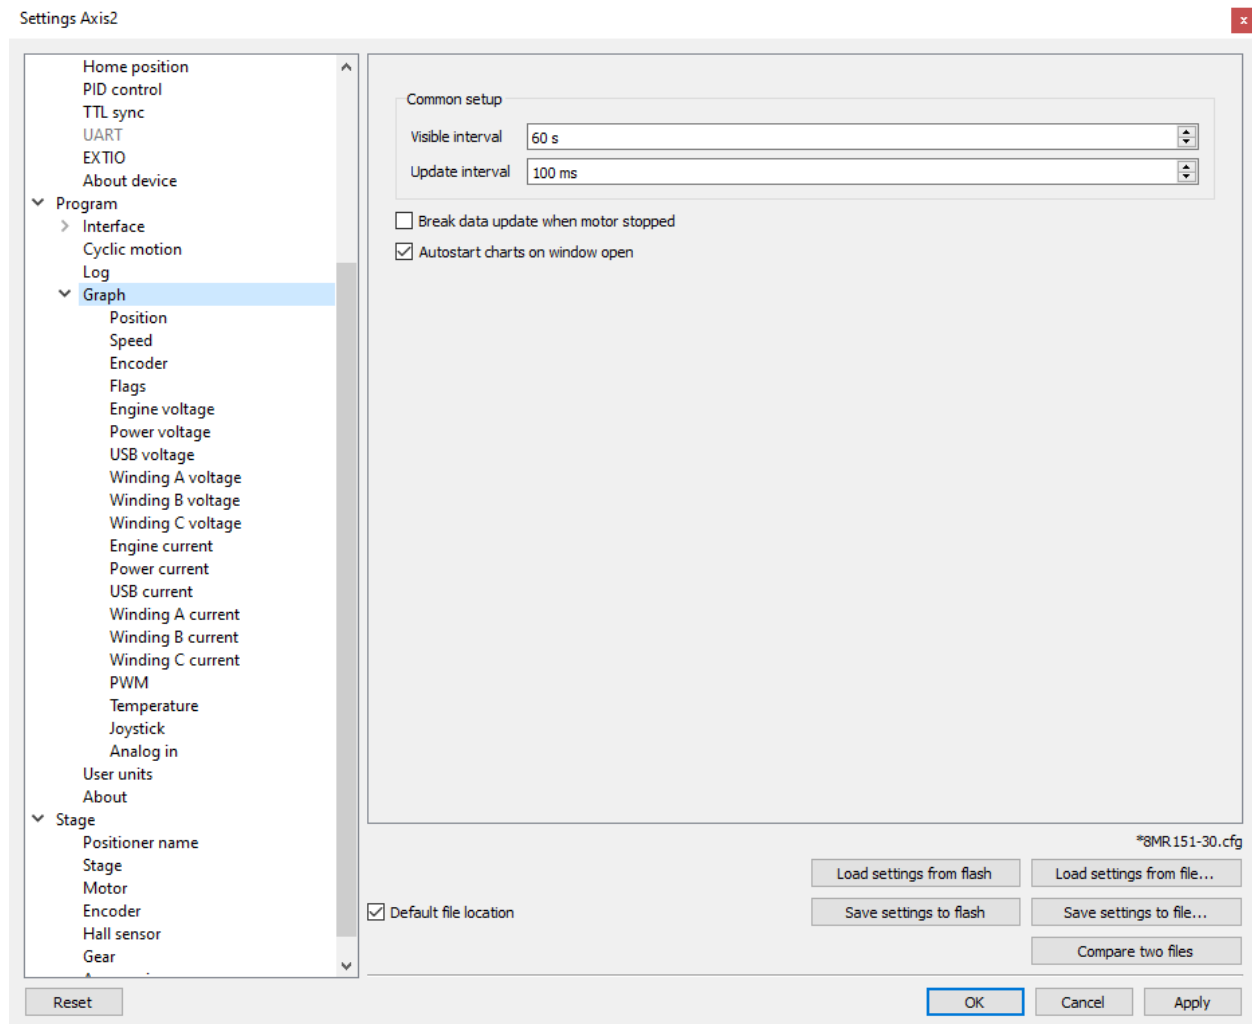 Settings Axis2
x
Home position
PID control
TTL sync
UART
EXTIO
About device
Program
Interface
Cyclic motion
Log
Graph
Position
Speed
Encoder
Flags
Engine voltage
Power voltage
USB voltage
Winding A voltage
Winding B voltage
Winding C voltage
Engine current
Power current
USB current
Winding A current
Winding B current
Winding C current
PWM
Temperature
Joystick
Analog in
User units
About
Stage
Positioner name
Stage
Motor
Encoder
Hall sensor
Gear
Common setup
Visible interval 60 s
Update interval 100 ms
Break data update when motor stopped
Autostart charts on window open
*8MR151-30.cfg
Load settings from flash Load settings from file...
Default file location Save settings to flash Save settings to file...
Compare two files
Reset OK Cancel Apply